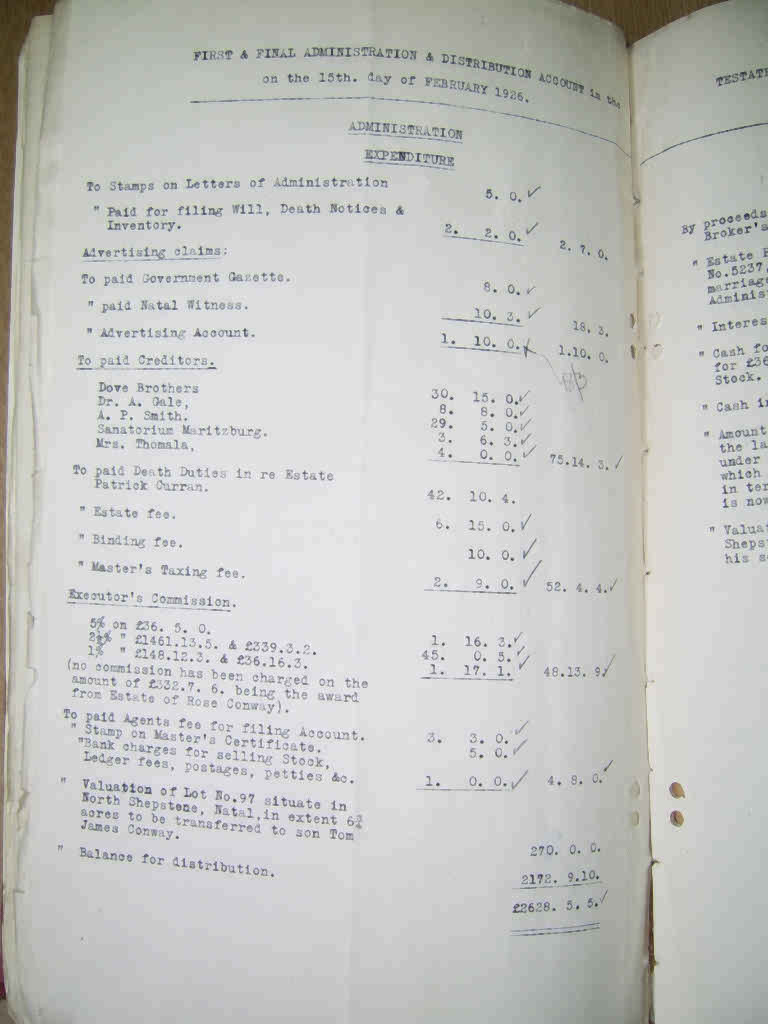 FIRST & FINAL ADMINISTRATION & DISTRIBUTION ACCOUNT in the
on the 15th. day of FEBRUARY 1926.
ADMINISTRATION
EXPENDITURE
To Stamps on Letters of Administration 5. 0.
" Paid for filing Will, Death Notices &
Inventory. 2. 2. 0. 2. 7. 0.
Advertising claims:
To paid Government Gazette. 8. 0.
" paid Natal Witness. 10. 3. 18. 3.
" Advertising Account. 1. 10. 0. 1.10. 0.
To paid Creditors.
Dove Brothers 30. 15. 0.
Dr. A. Gale, 8. 8. 0.
A. P. Smith. 29. 5. 0.
Sanatorium Maritzburg. 3. 6. 3.
Mrs. Thomala, 4. 0. 0. 75.14. 3.
To paid Death Duties in re Estate
Patrick Curran. 42. 10. 4.
" Estate fee. 6. 15. 0.
" Binding fee. 10. 0.
" Master's Taxing fee. 2. 9. 0. 52. 4. 4.
Executor's Commission.
5% on £36. 5. 0. 1. 16. 3.
2½% " £1461.13.5. & £339.3.2. 45. 0. 5.
1% " £148.12.3. & £36.16.3. 1. 17. 1. 48.13. 9.
(no commission has been charged on the
amount of £332.7. 6. being the award
from Estate of Rose Conway).
To paid Agents fee for filing Account. 3. 3. 0.
" Stamp on Master's Certificate. 5. 0.
"Bank charges for selling Stock,
Ledger fees, postages, petties &c. 1. 0. 0. 4. 8. 0.
" Valuation of Lot No.97 situate in
North Shepstone, Natal,in extent 6¾
acres to be transferred to son Tom
James Conway. 270. 0. 0.
" Balance for distribution. 2172. 9.10.
£2628. 5. 5.
TESTATE
By proceeds
Broker's
" Estate
No.5237,
marriage
Adminis
" Interes
" Cash fo
for £36
Stock.
" Cash in
" Amount
the la
under
which
in ter
is now
" Valuat
Sheps
his s